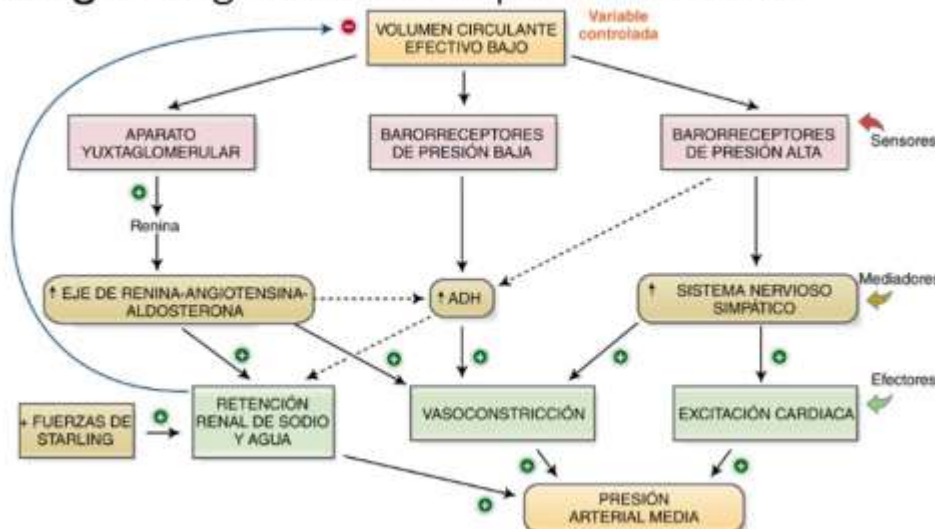 VOLUMEN CIRCULANTE
EFECTIVO BAJO
Variable
controlada
APARATO
YUXTAGLOMERULAR
BARORRECEPTORES
DE PRESIÓN BAJA
BARORRECEPTORES
DE PRESIÓN ALTA
Sensores
Renina
↑ EJE DE RENINA-ANGIOTENSINA-
ALDOSTERONA
↑ ADH
↑ SISTEMA NERVIOSO
SIMPÁTICO
Mediadores
+ FUERZAS DE
STARLING
RETENCIÓN
RENAL DE SODIO
Y AGUA
VASOCONSTRICCIÓN
EXCITACIÓN CARDIACA
Efectores
PRESIÓN
ARTERIAL MEDIA